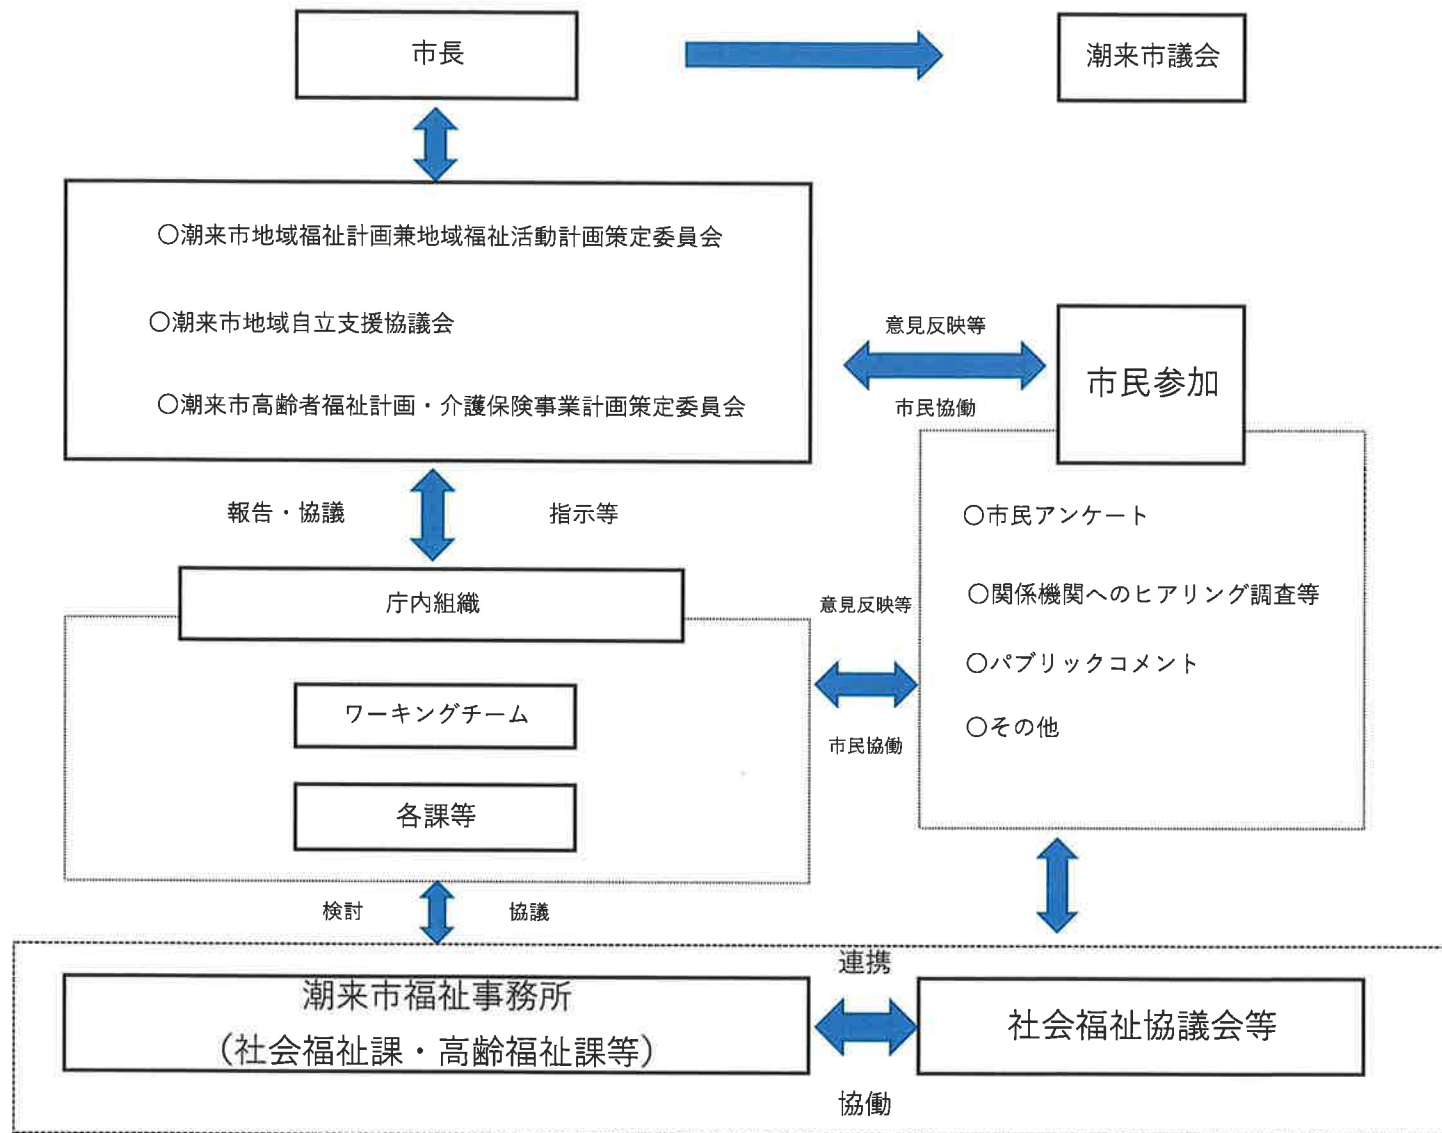 市長
潮来市議会
〇潮来市地域福祉計画兼地域福祉活動計画策定委員会
〇潮来市地域自立支援協議会
〇潮来市高齢者福祉計画・介護保険事業計画策定委員会
意見反映等
市民協働
市民参加
報告・協議
指示等
〇市民アンケート
〇関係機関へのヒアリング調査等
〇パブリックコメント
〇その他
庁内組織
ワーキングチーム
各課等
意見反映等
市民協働
検討
協議
潮来市福祉事務所
（社会福祉課・高齢福祉課等）
連携
協働
社会福祉協議会等